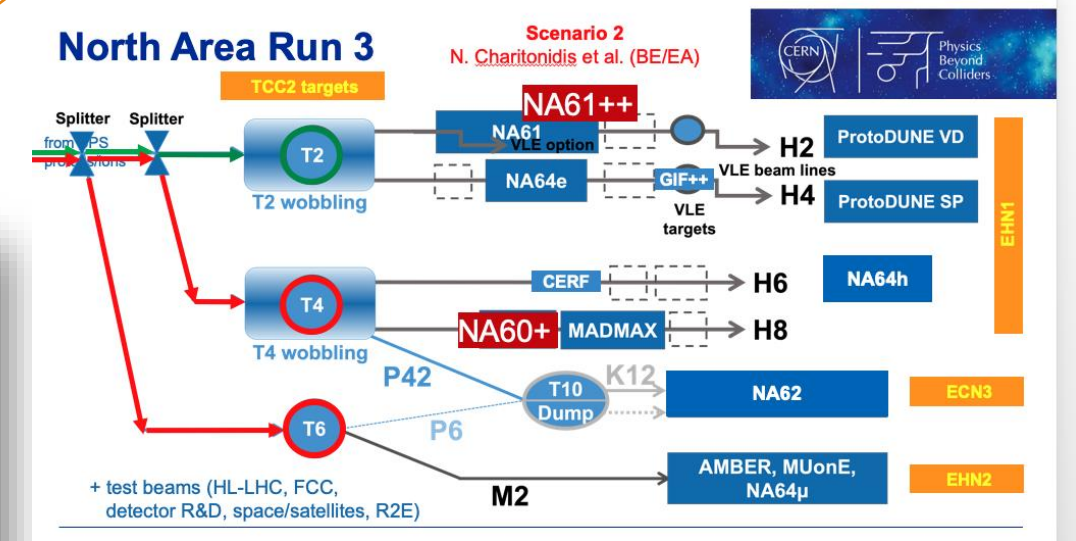 North Area Run 3
Scenario 2
N. Charitonidis et al. (BE/EA)
CERN
Physics
Beyond
Colliders
TCC2 targets
Splitter
Splitter
from
T2
T2 wobbling
NA61++
NA61
VLE option
NA64e
GIF++
VLE
targets
H2
VLE beam lines
H4
ProtoDUNE VD
ProtoDUNE SP
EHN1
T4
T4 wobbling
CERF
H6
NA64h
NA60+
MADMAX
H8
P42
T10
Dump
K12
NA62
ECN3
T6
P6
M2
AMBER, MUonE,
NA64μ
EHN2
+ test beams (HL-LHC, FCC,
detector R&D, space/satellites, R2E)